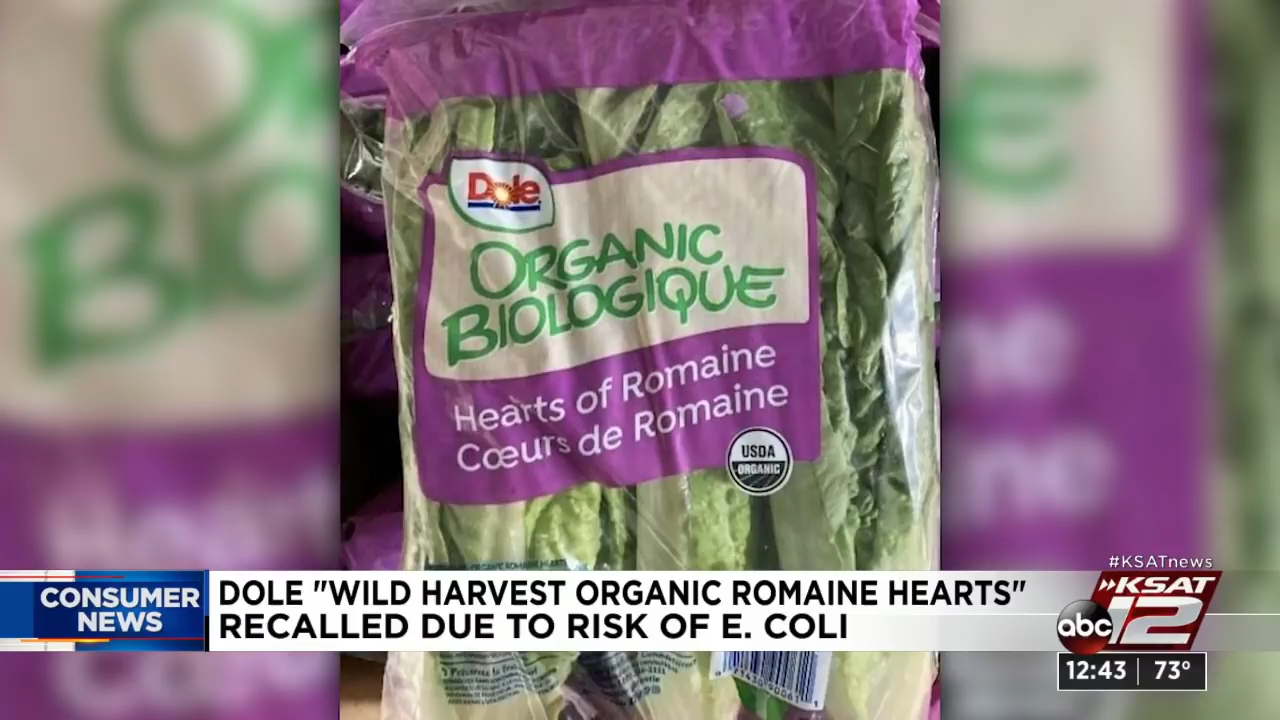 Dole
ORGANIC
BIOLOGIQUE
Hearts of Romaine
Cœurs de Romaine
USDA
ORGANIC
#KSATnews
CONSUMER
NEWS
DOLE "WILD HARVEST ORGANIC ROMAINE HEARTS"
RECALLED DUE TO RISK OF E. COLI
KSAT
12
abc
12:43 73°